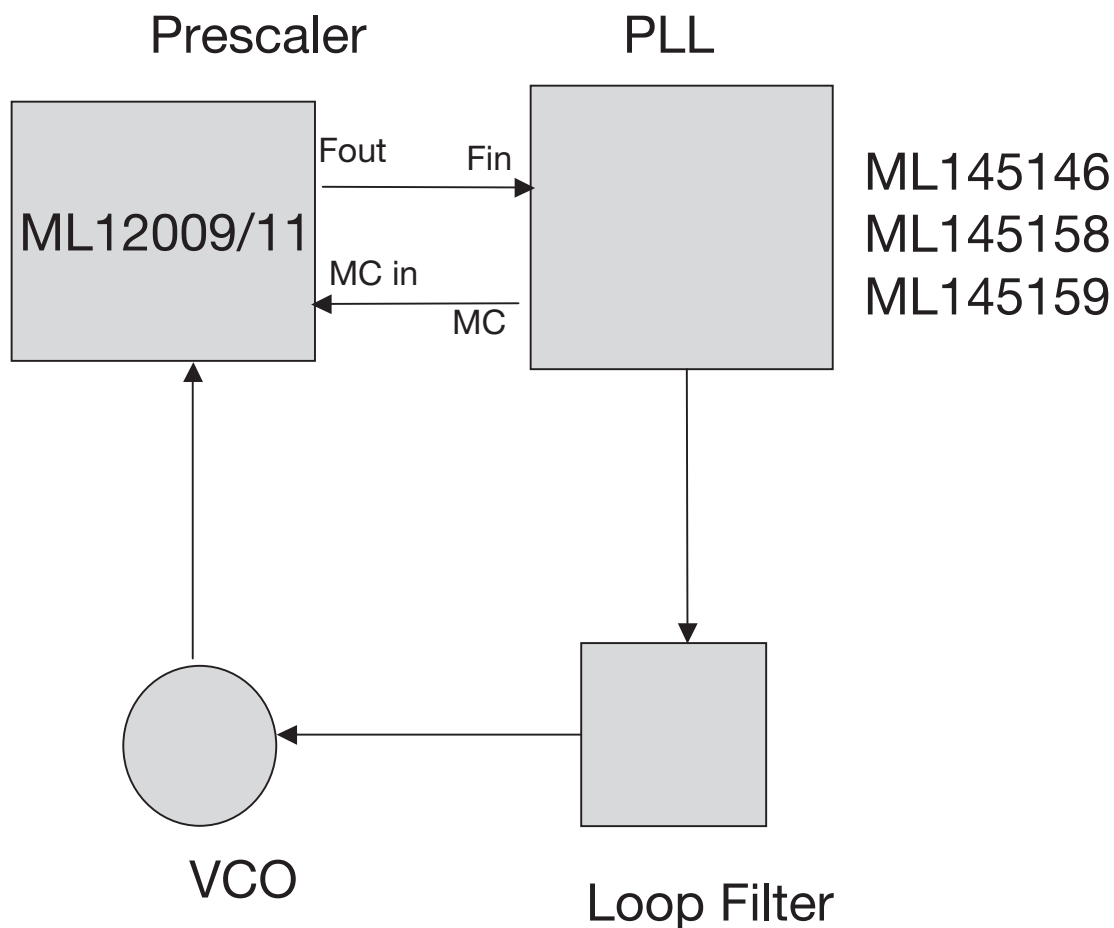 Prescaler
PLL
Fout
Fin
ML12009/11
MC in
MC
ML145146
ML145158
ML145159
VCO
Loop Filter